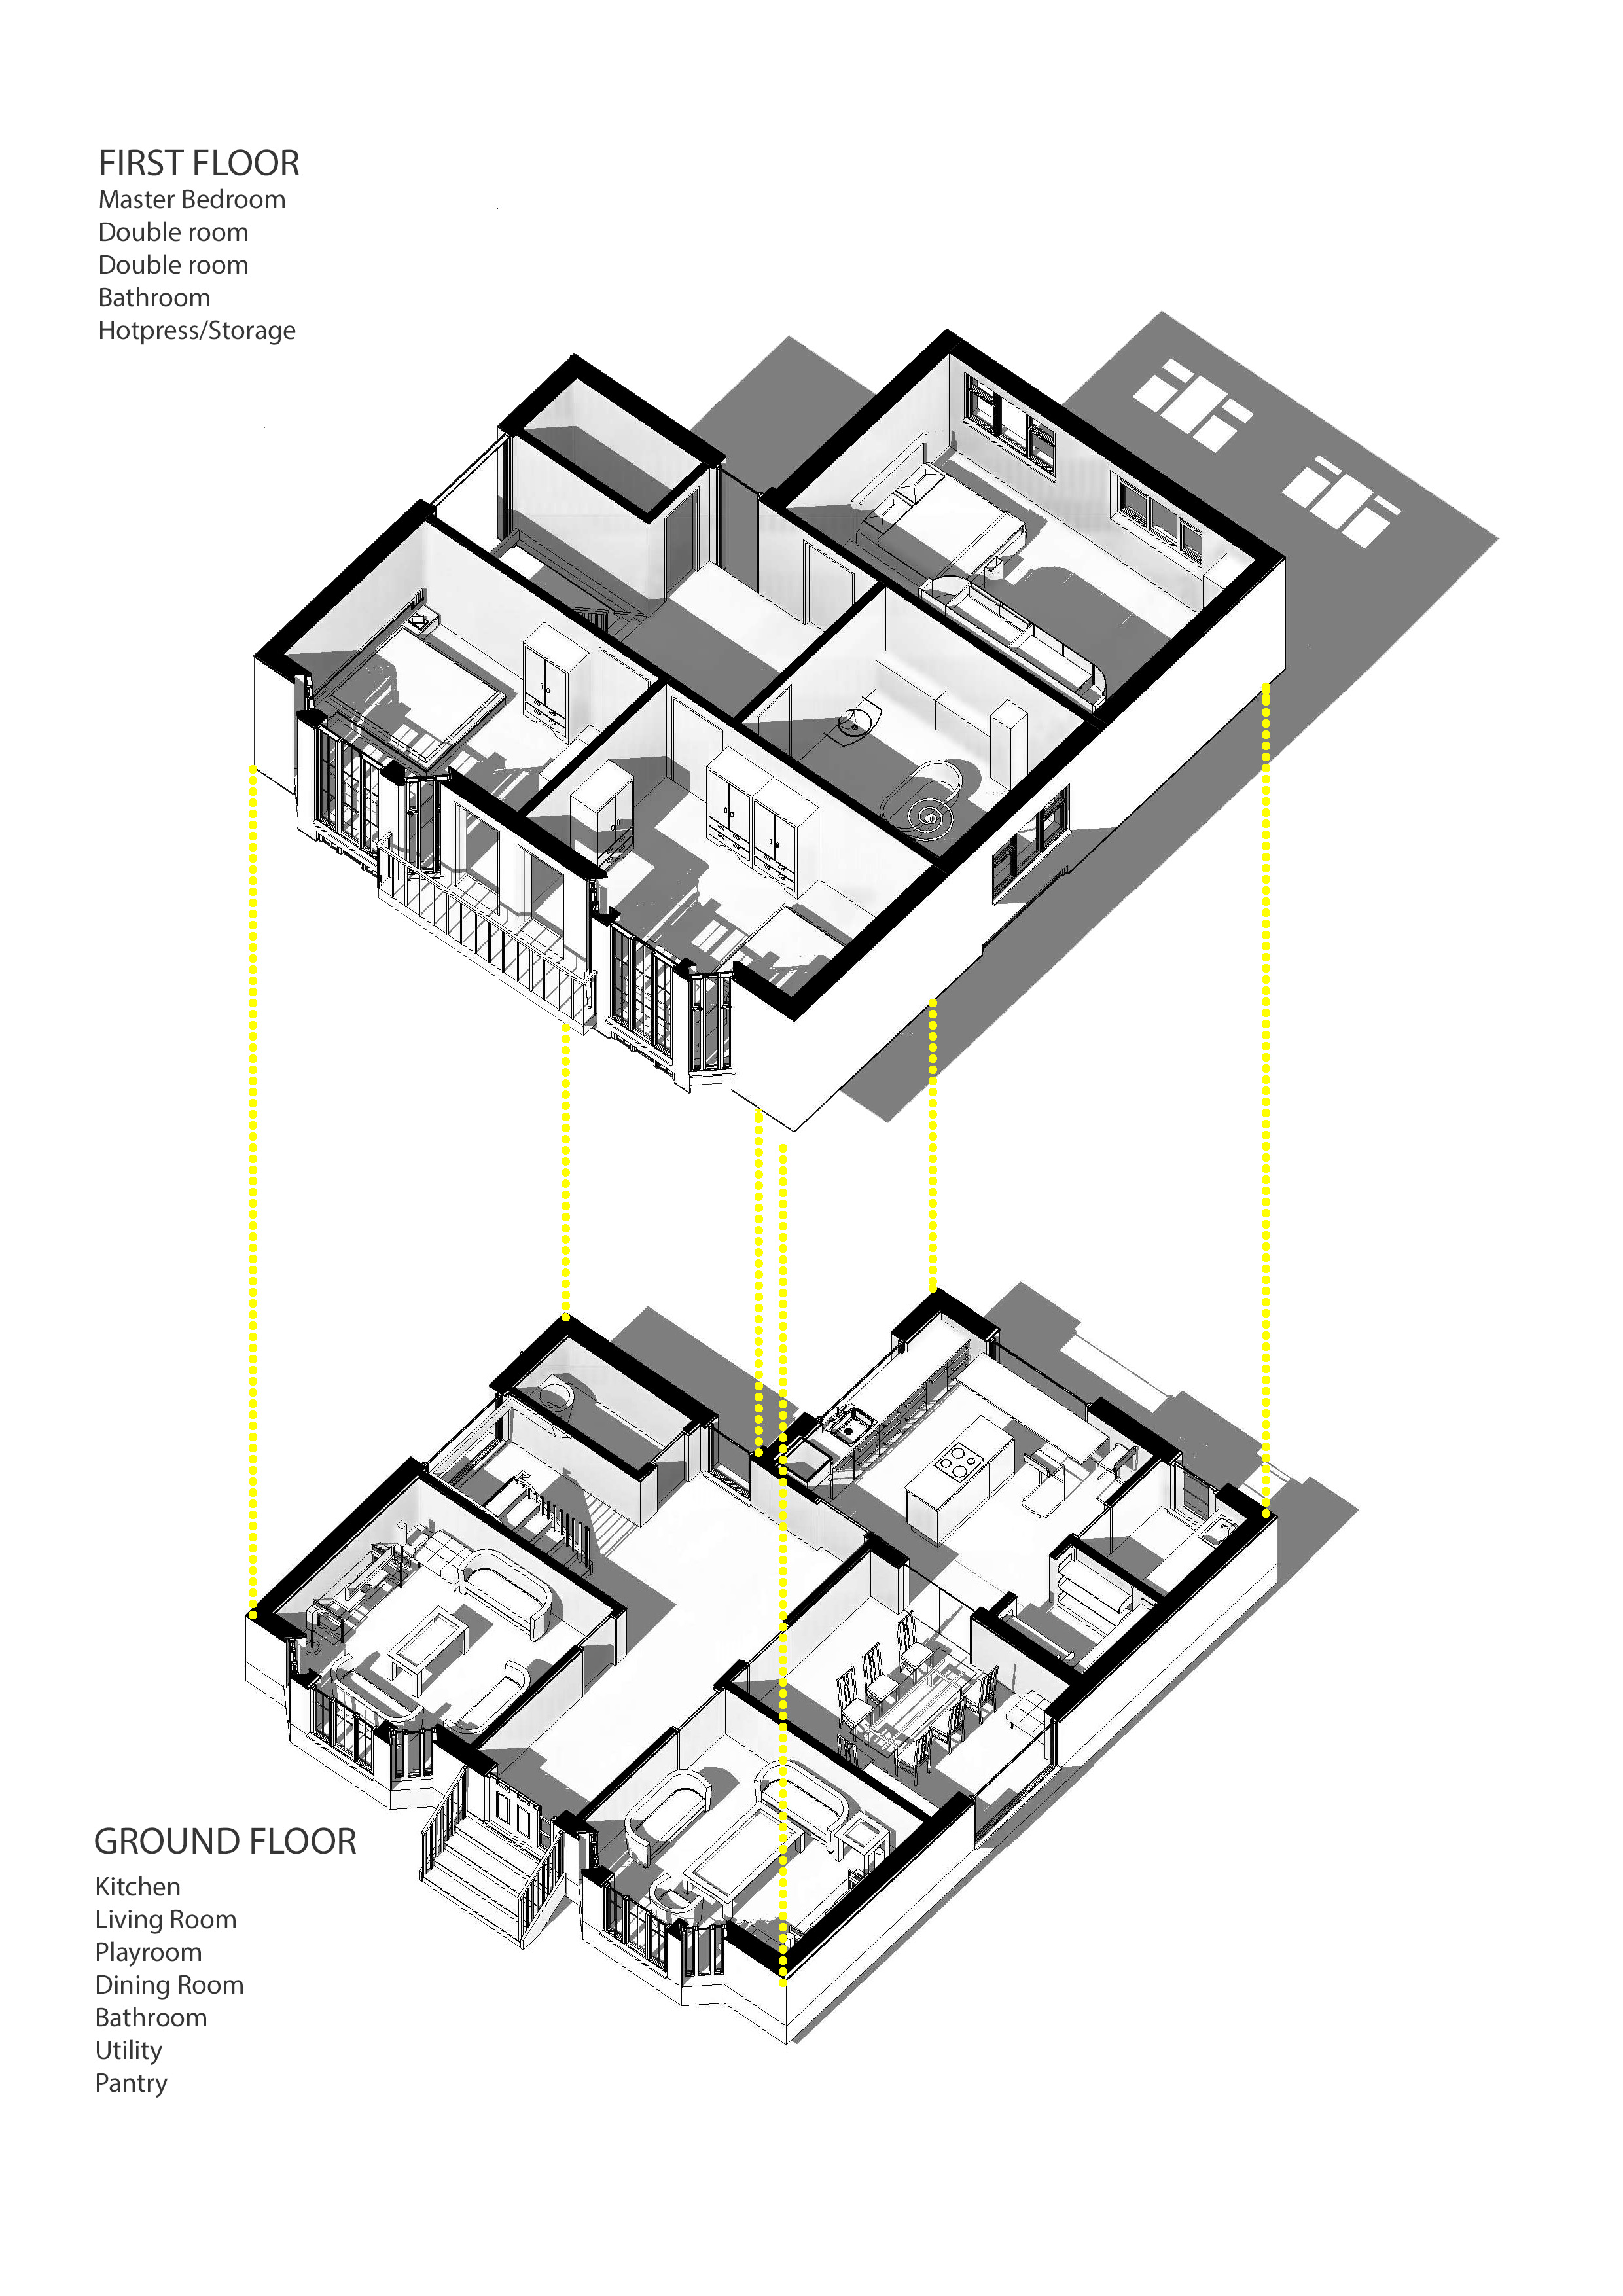 FIRST FLOOR
Master Bedroom
Double room
Double room
Bathroom
Hotpress/Storage
GROUND FLOOR
Kitchen
Living Room
Playroom
Dining Room
Bathroom
Utility
Pantry